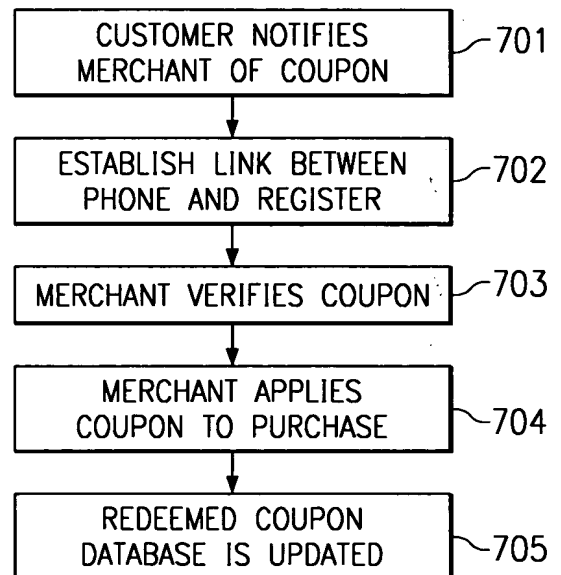 CUSTOMER NOTIFIES
MERCHANT OF COUPON
701
ESTABLISH LINK BETWEEN
PHONE AND REGISTER
702
MERCHANT VERIFIES COUPON
703
MERCHANT APPLIES
COUPON TO PURCHASE
704
REDEEMED COUPON
DATABASE IS UPDATED
705